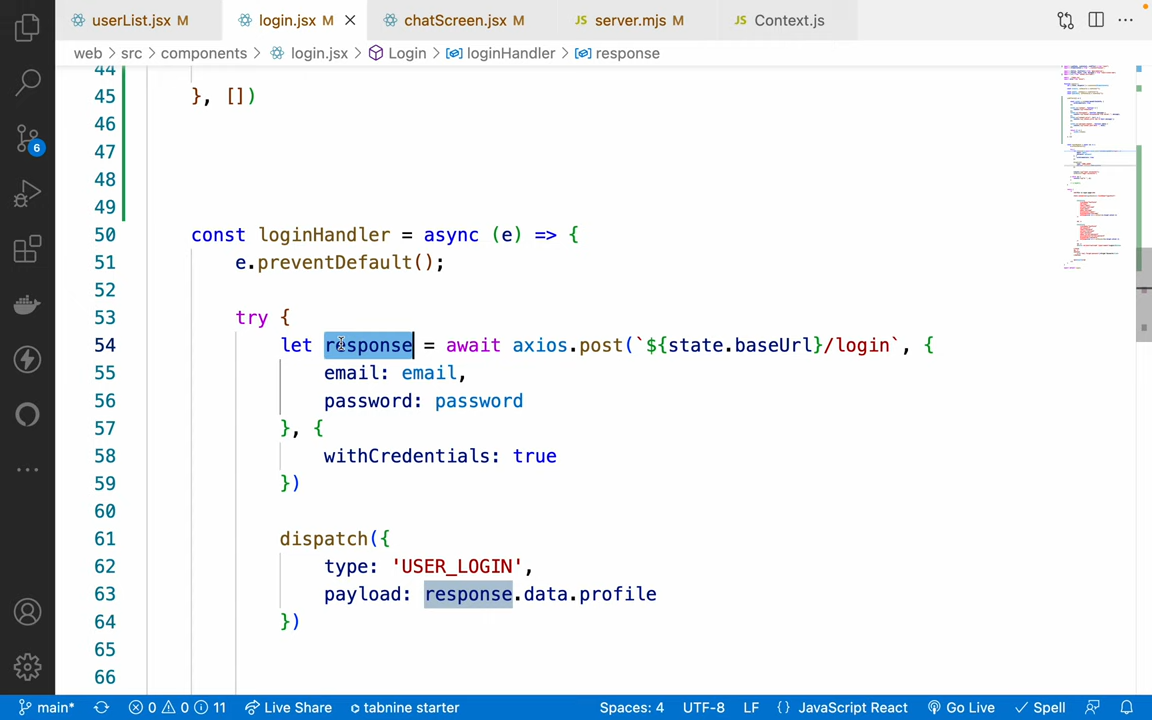 userList.jsx M login.jsx M chatScreen.jsx M JS server.mjs M JS Context.js
web > src > components > login.jsx > Login > loginHandler > response
44
45 }, [])
46
47
48
49
50 const loginHandler = async (e) => {
51 e.preventDefault();
52
53 try {
54 let response = await axios.post(`${state.baseUrl}/login`, {
55 email: email,
56 password: password
57 }, {
58 withCredentials: true
59 })
60
61 dispatch({
62 type: 'USER_LOGIN',
63 payload: response.data.profile
64 })
65
66
6
main* 0 0 11 Live Share tabnine starter Spaces: 4 UTF-8 LF {} JavaScript React Go Live Spell